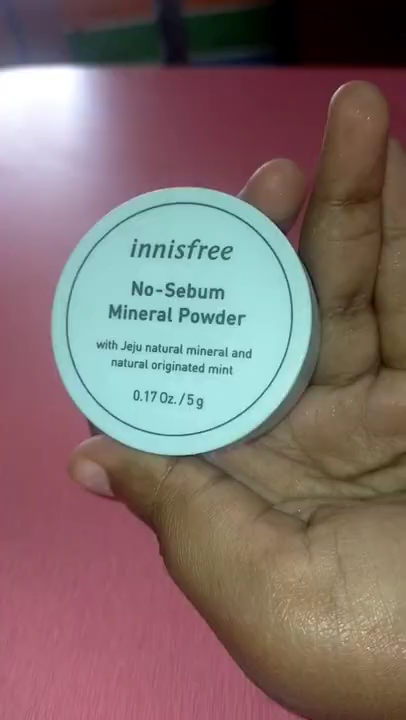 innisfree
No-Sebum
Mineral Powder
with Jeju natural mineral and
natural originated mint
0.17 Oz. / 5 g